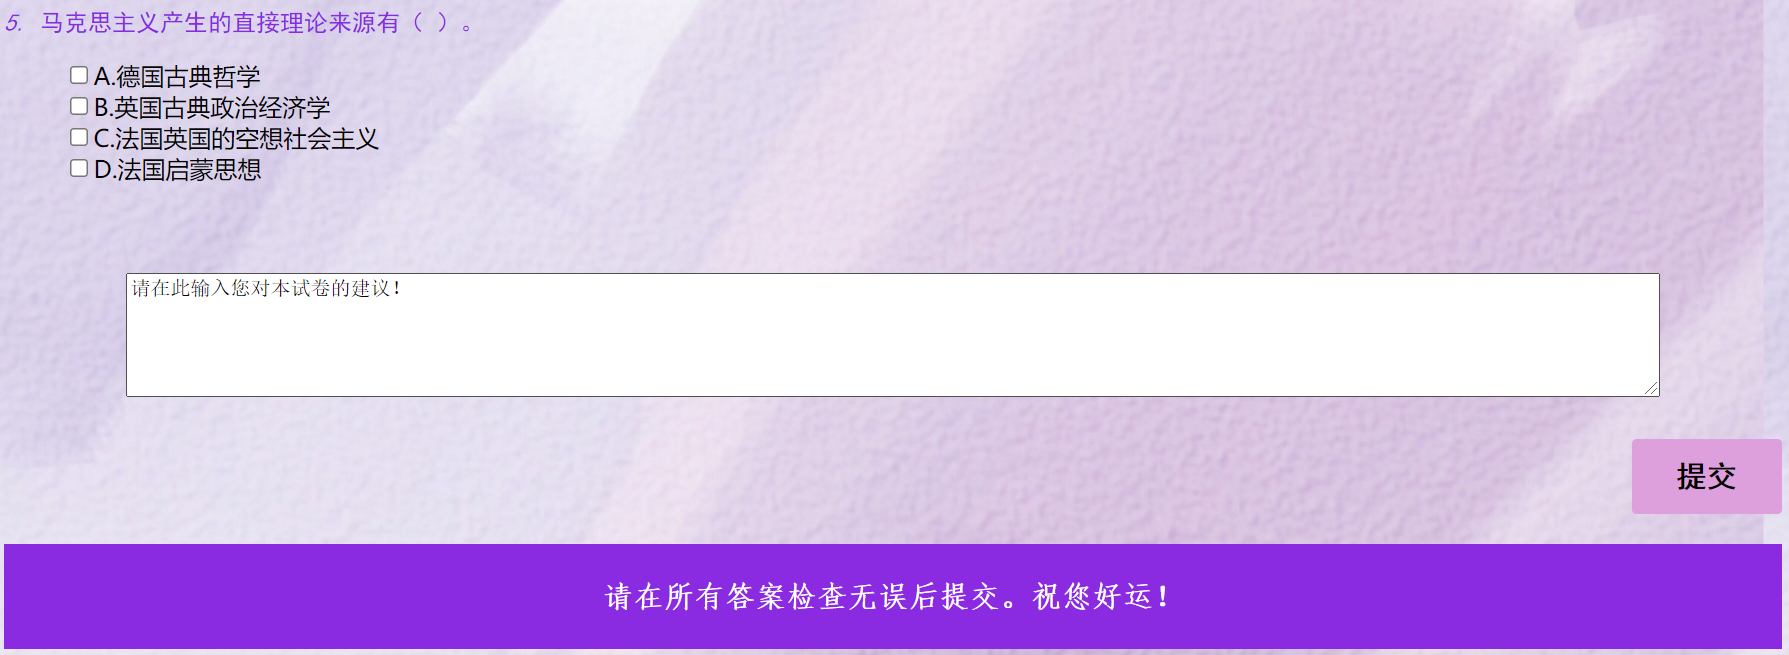 5. 马克思主义产生的直接理论来源有（ ）。
A.德国古典哲学
B.英国古典政治经济学
C.法国英国的空想社会主义
D.法国启蒙思想
请在此输入您对本试卷的建议！
提交
请在所有答案检查无误后提交。祝您好运！